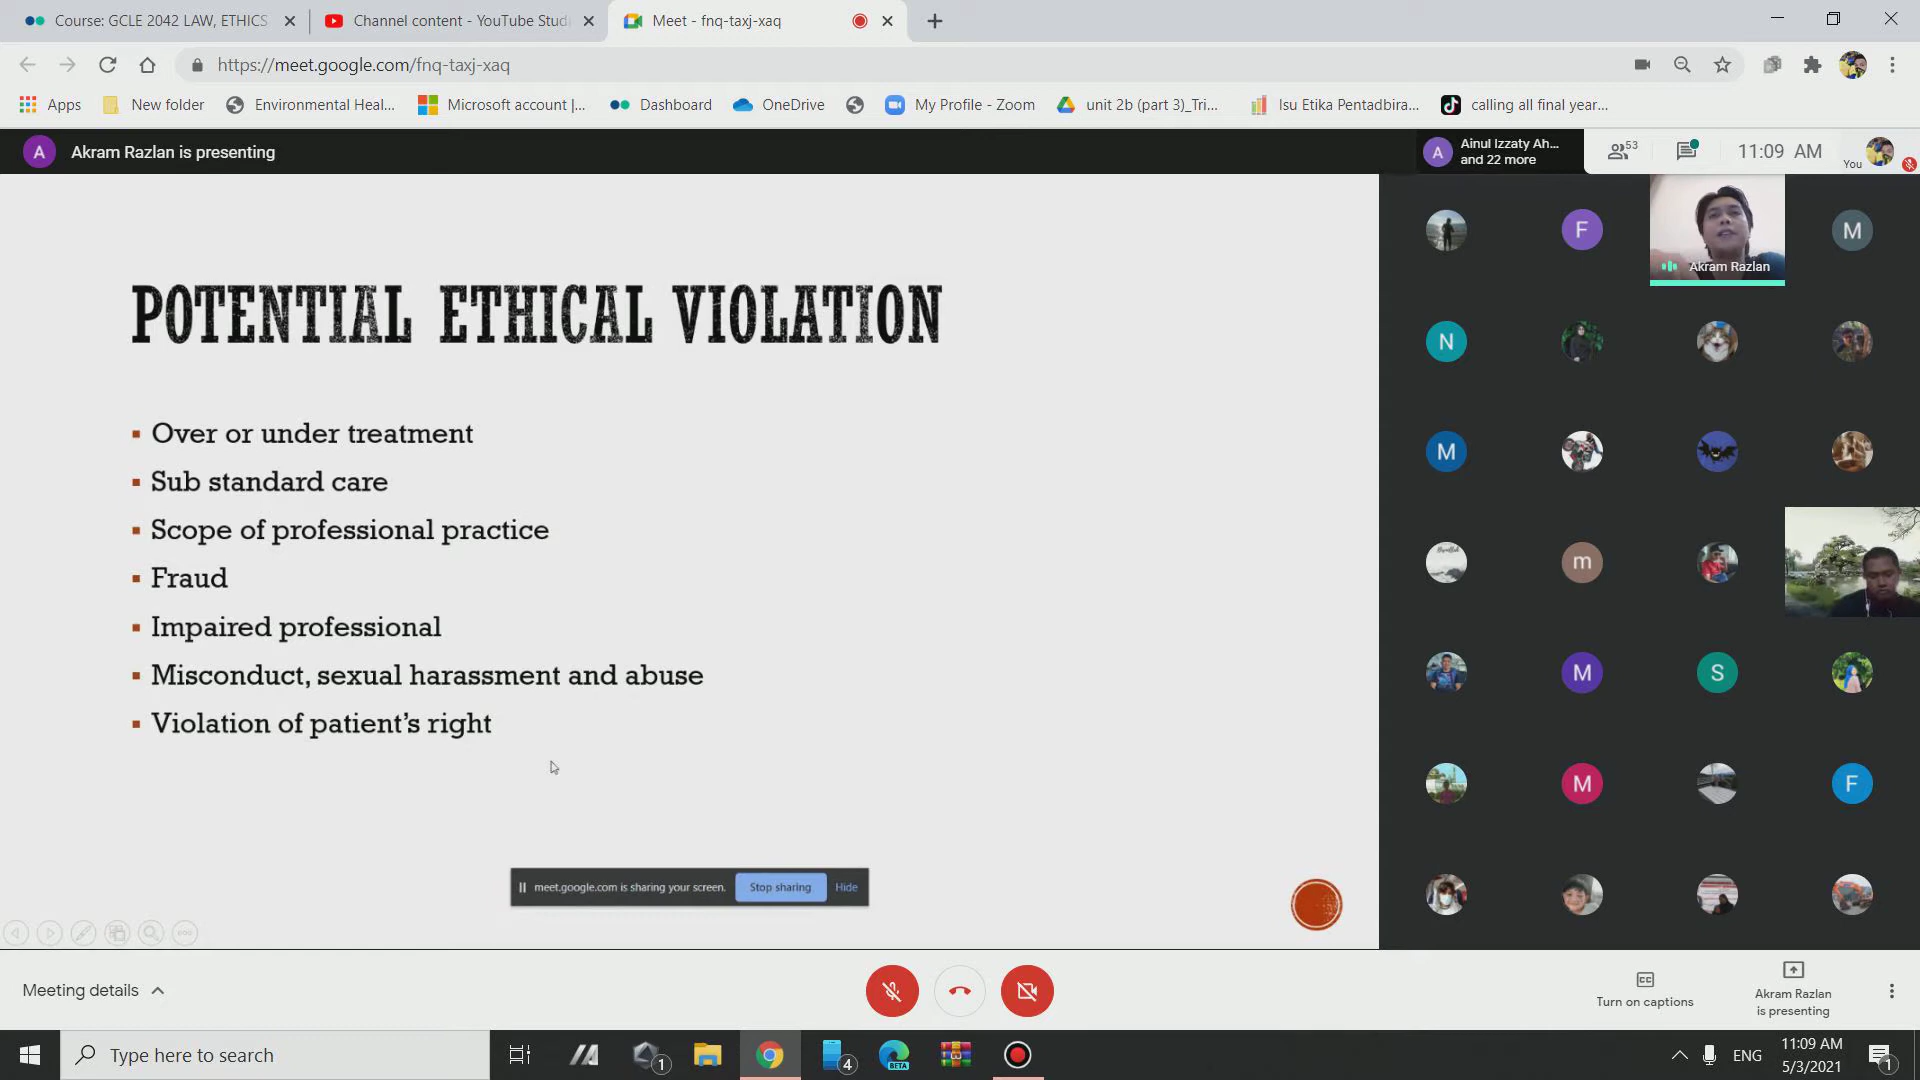 Course: GCLE 2042 LAW, ETHICS
Channel content - YouTube Stud
Meet - fnq-taxj-xaq
https://meet.google.com/fnq-taxj-xaq
Apps
New folder
Environmental Heal...
Microsoft account |...
Dashboard
OneDrive
My Profile - Zoom
unit 2b (part 3)_Tri...
Isu Etika Pentadbira...
calling all final year...
A
Akram Razlan is presenting
A
Ainul Izzaty Ah...
and 22 more
53
11:09 AM
You
F
Akram Razlan
M
POTENTIAL ETHICAL VIOLATION
N
Over or under treatment
M
Sub standard care
Scope of professional practice
Fraud
m
Impaired professional
Misconduct, sexual harassment and abuse
M
S
Violation of patient's right
M
F
meet.google.com is sharing your screen.
Stop sharing
Hide
Meeting details
CC
Turn on captions
Akram Razlan
is presenting
Type here to search
1
4
BETA
ENG
11:09 AM
5/3/2021
1